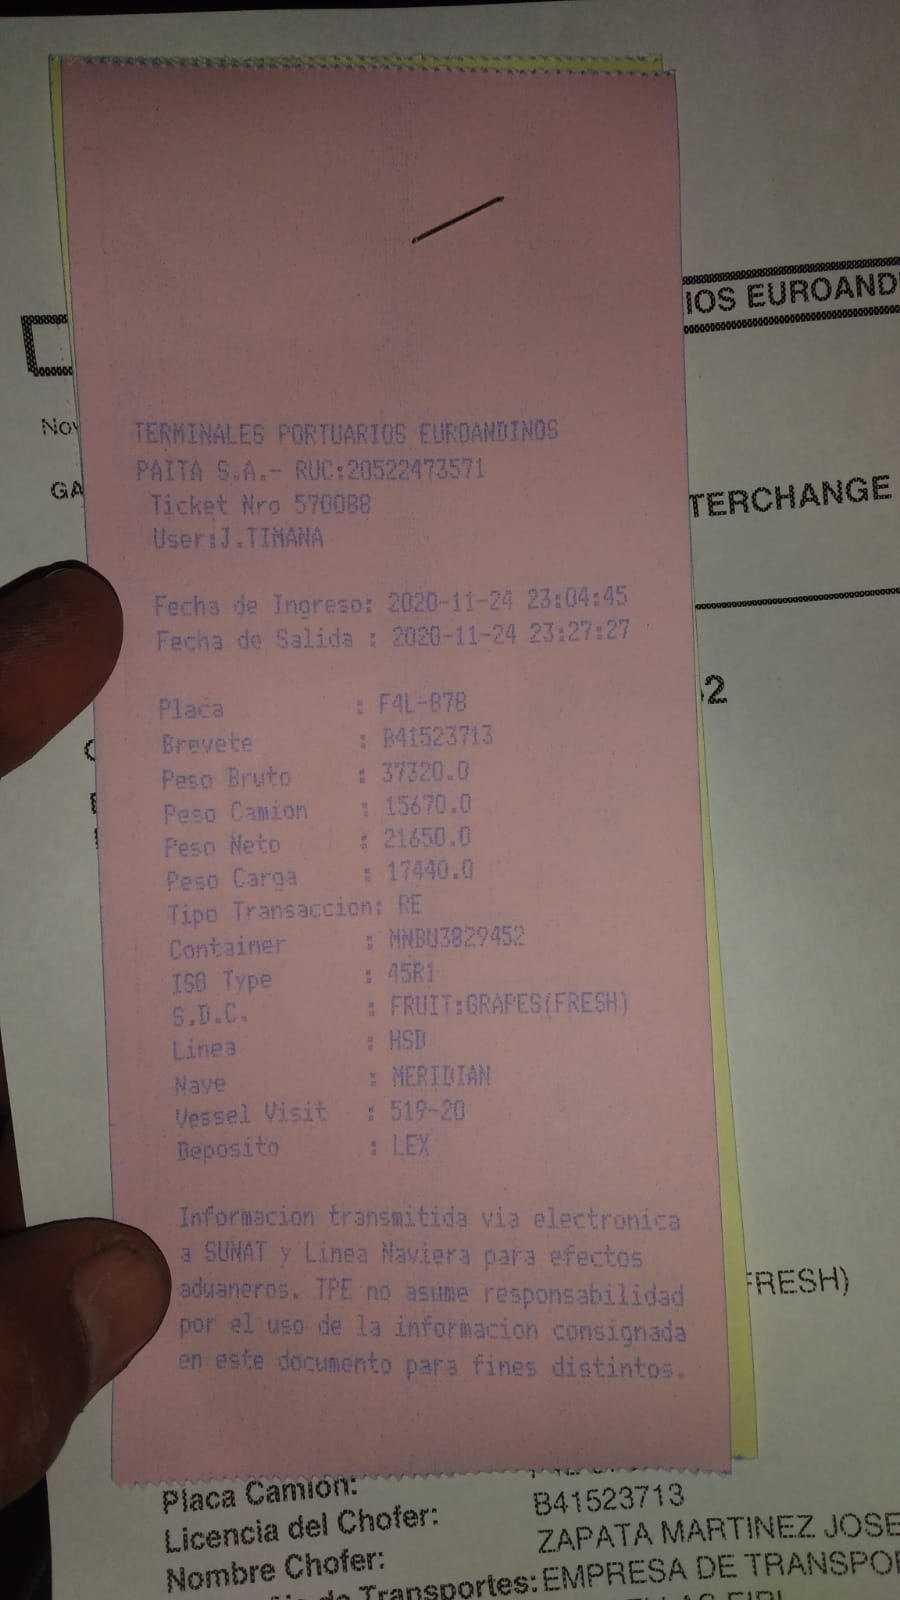 IOS EUROAND
Nov
GA
TERMINALES PORTUARIOS EUROANDINOS
PAITA S.A.- RUC:20522473571
Ticket Nro 570088
User:J.TIMANA
TERCHANGE
Fecha de Ingreso: 2020-11-24 23:04:45
Fecha de Salida : 2020-11-24 23:27:27
2
Placa : F4L-878
Brevete : B41523713
Peso Bruto : 37320.0
Peso Camion : 15670.0
Peso Neto : 21650.0
Peso Carga : 17440.0
Tipo Transaccion: RE
Container : MNBU3829452
ISO Type : 45R1
S.D.C. : FRUIT:GRAPES(FRESH)
Linea : HSD
Nave : MERIDIAN
Vessel Visit : 519-20
Deposito : LEX
Informacion transmitida via electronica
a SUNAT y Linea Naviera para efectos
aduaneros. TPE no asume responsabilidad
por el uso de la informacion consignada
en este documento para fines distintos.
FRESH)
Placa Camión:
Licencia del Chofer: B41523713
Nombre Chofer: ZAPATA MARTINEZ JOSE
de Transportes: EMPRESA DE TRANSPO